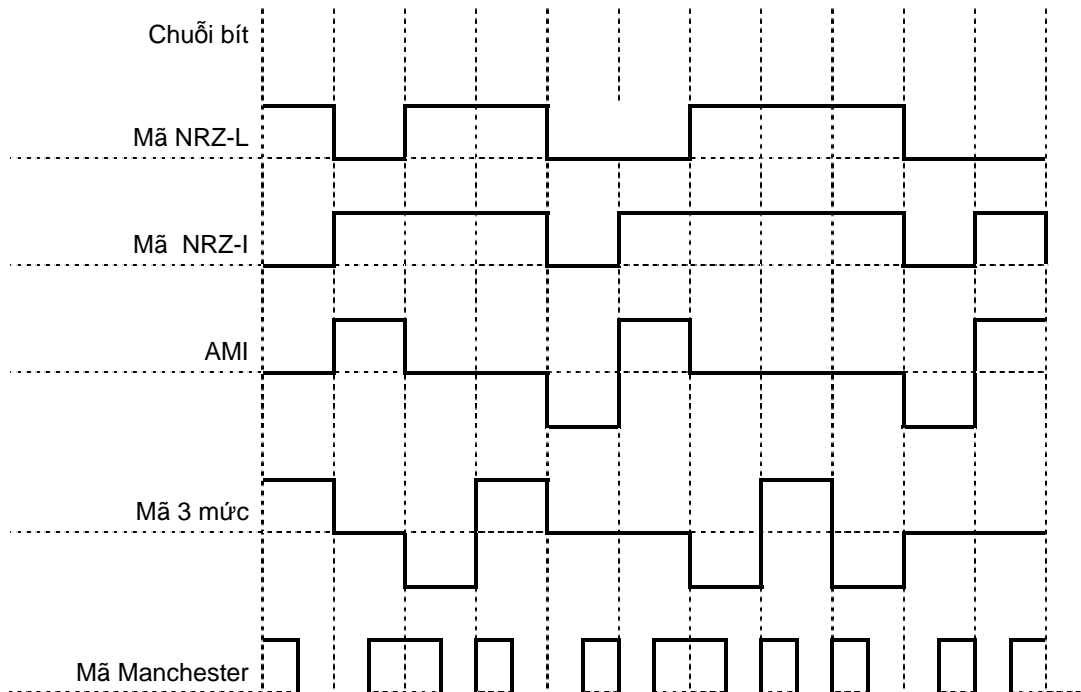 Chuỗi bít
Mã NRZ-L
Mã NRZ-I
AMI
Mã 3 mức
Mã Manchester